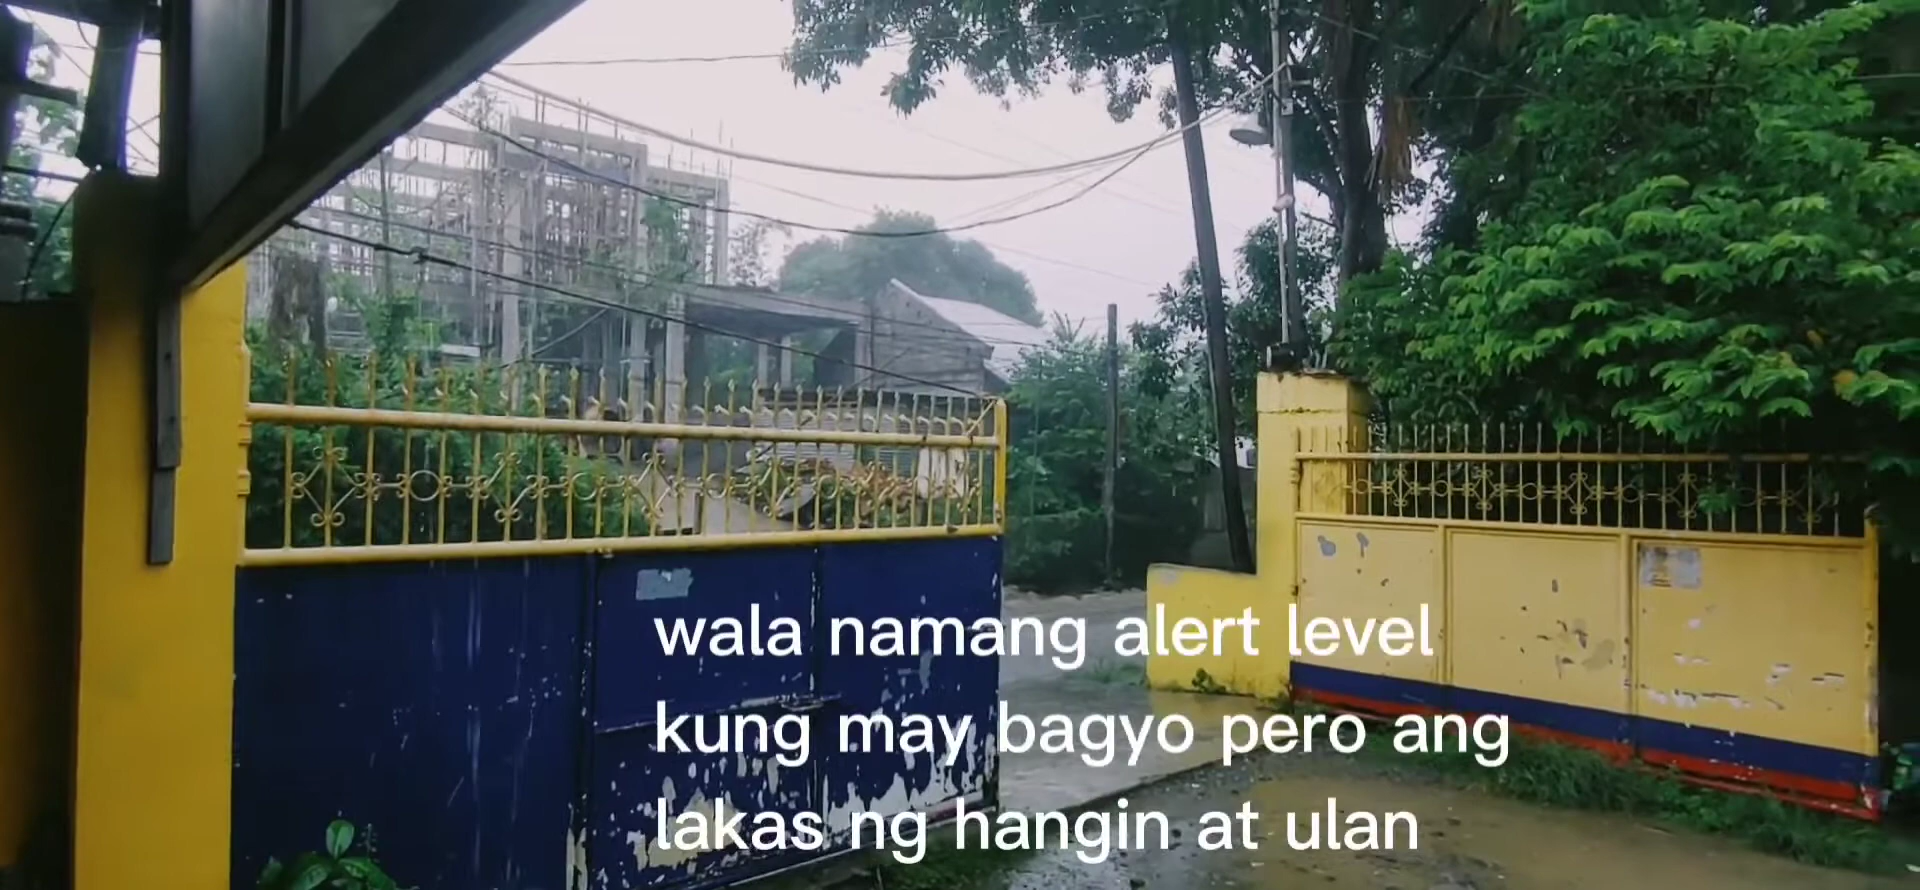 wala namang alert level
kung may bagyo pero ang
lakas ng hangin at ulan